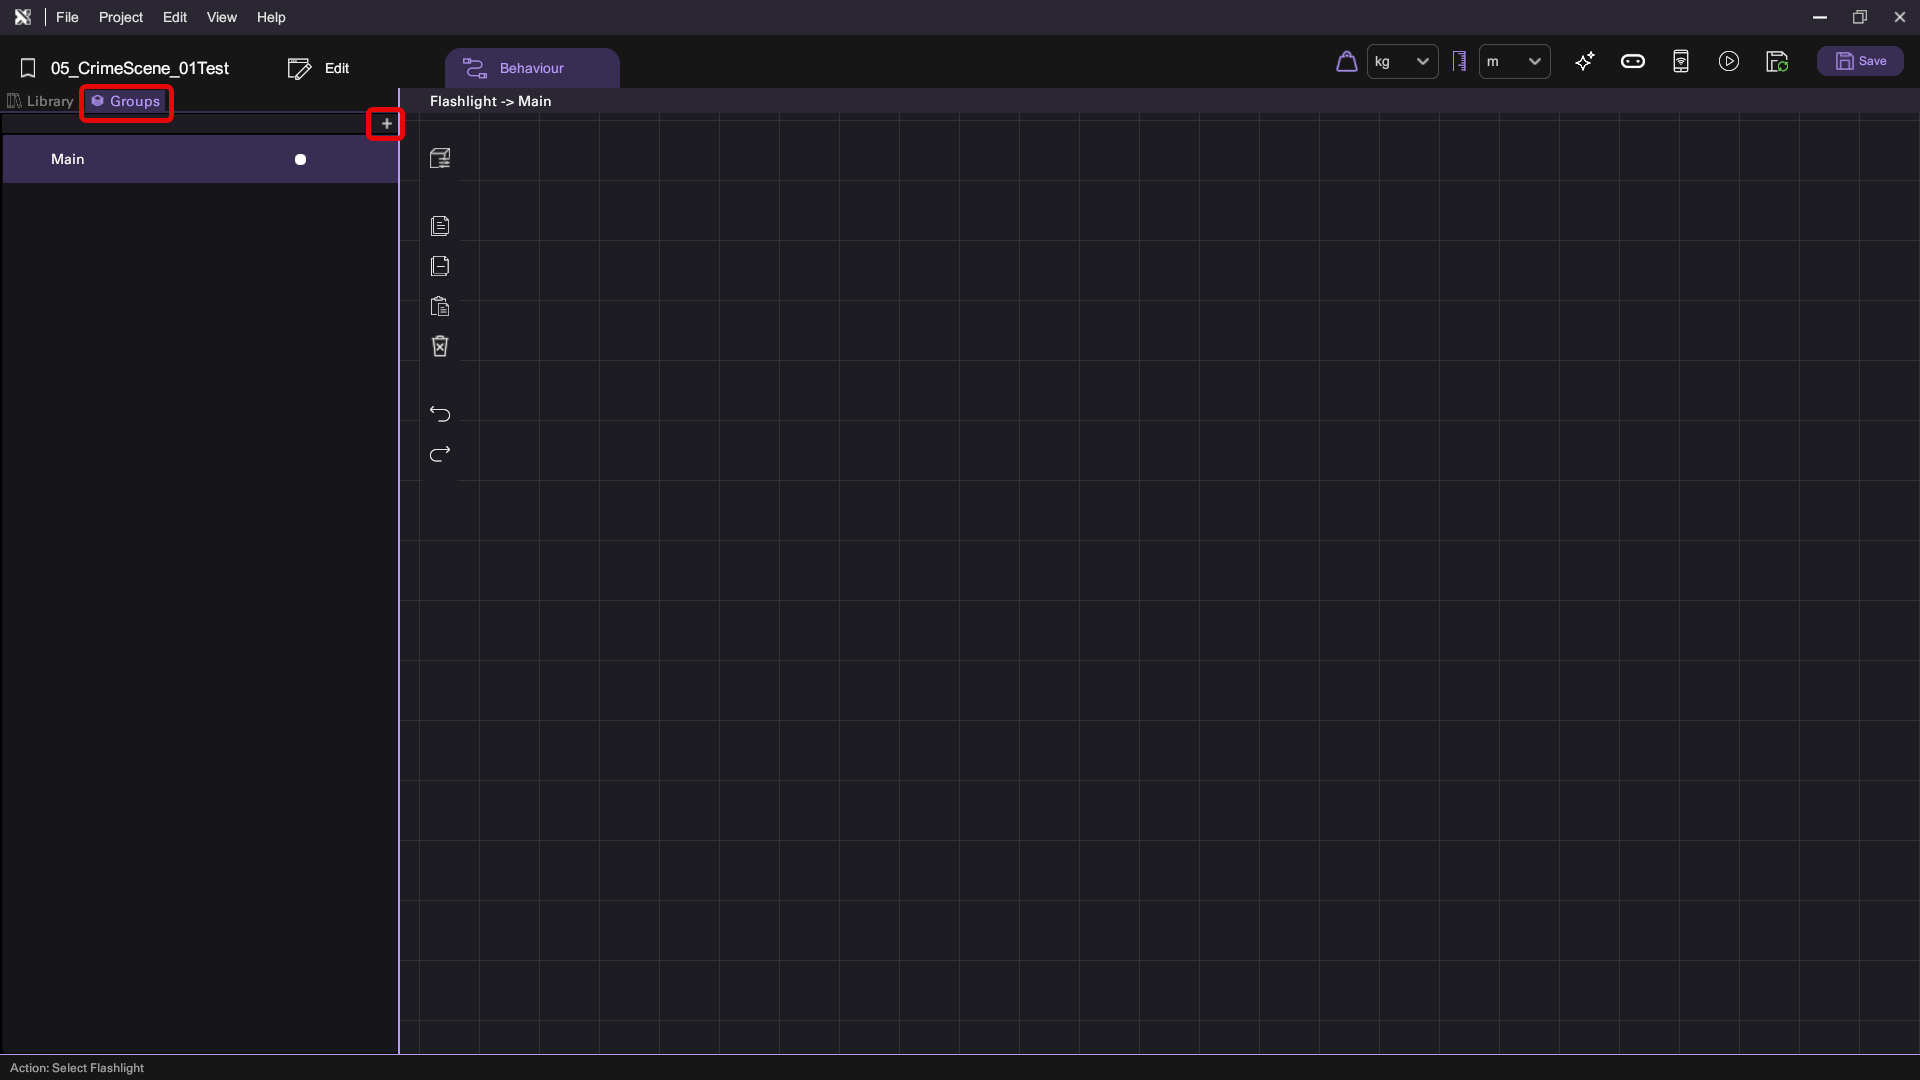 File Project Edit View Help
05_CrimeScene_01Test Edit Behaviour kg m Save
Library Groups Flashlight -> Main
+
Main
Action: Select Flashlight